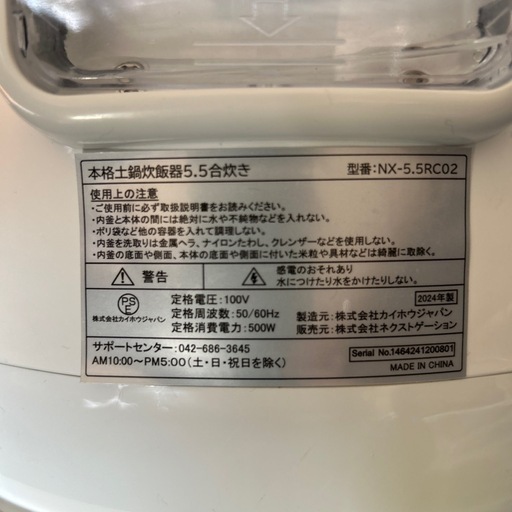 本格土鍋炊飯器5.5合炊き 型番:NX-5.5RC02
使用上の注意
・ご使用前に必ず取扱説明書をお読みください。
・内釜と本体の間には絶対に水や不純物などを入れない。
・ポリ袋など他の容器を入れて調理しない。
・内釜を洗取りは金属ヘラ、ナイロンたわし、クレンザーなどを使用しない。
・内釜の底面や側面、本体の底面や側面に付いた米粒や具材などは綺麗に取除く。
警告 感電のおそれあり
水につけたり水をかけたりしない。
PSE 定格電圧:100V 2024年製
定格周波数:50/60Hz 製造元:株式会社カイホウジャパン
株式会社カイホウジャパン 定格消費電力:500W 販売元:株式会社ネクストゲーション
サポートセンター:042-686-3645 Serial No.1464241200801
AM10:00～PM5:00(土・日・祝日を除く) MADE IN CHINA